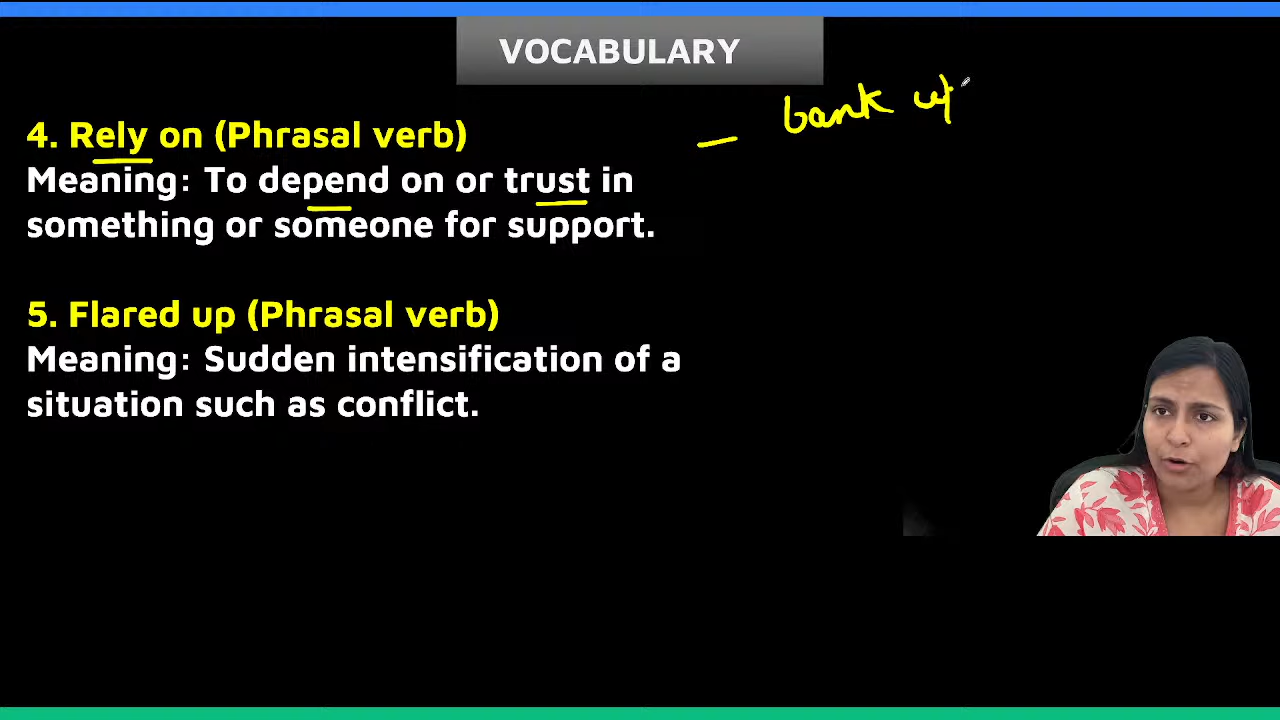 VOCABULARY
bank up
4. Rely on (Phrasal verb)
Meaning: To depend on or trust in
something or someone for support.
5. Flared up (Phrasal verb)
Meaning: Sudden intensification of a
situation such as conflict.